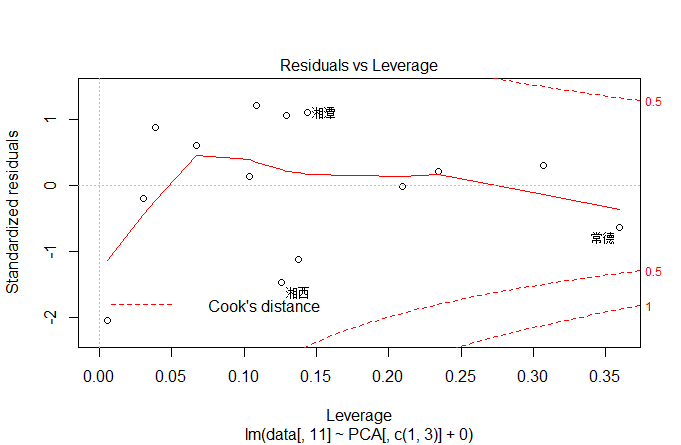 Residuals vs Leverage
Standardized residuals
1
0
-1
-2
0.5
湘潭
常德
0.5
湘西
1
Cook's distance
0.00 0.05 0.10 0.15 0.20 0.25 0.30 0.35
Leverage
lm(data[, 11] ~ PCA[, c(1, 3)] + 0)